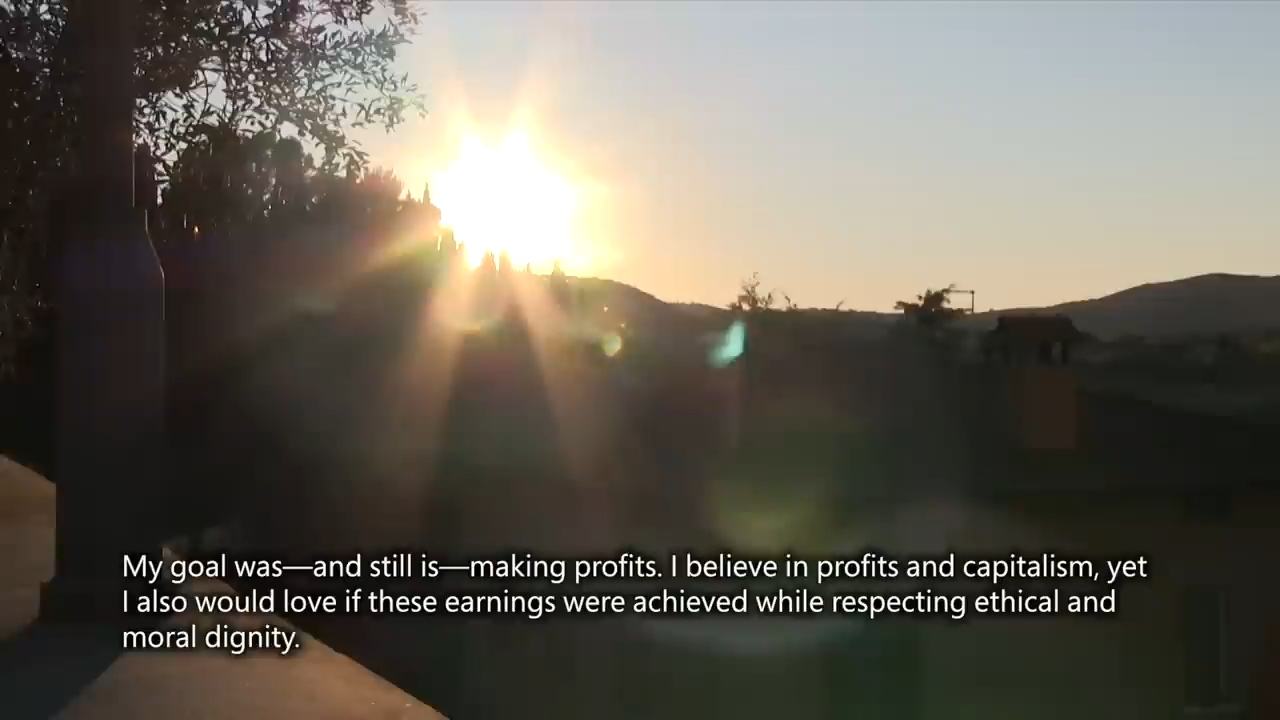 My goal was—and still is—making profits. I believe in profits and capitalism, yet
I also would love if these earnings were achieved while respecting ethical and
moral dignity.